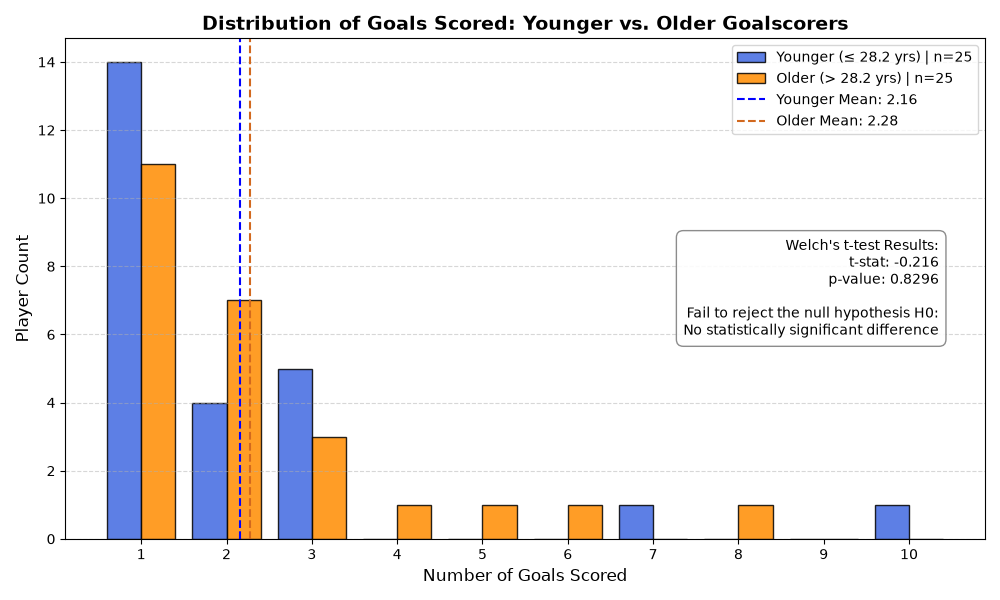 Distribution of Goals Scored: Younger vs. Older Goalscorers
Younger (≤ 28.2 yrs) | n=25
Older (> 28.2 yrs) | n=25
Younger Mean: 2.16
Older Mean: 2.28
Welch's t-test Results:
t-stat: -0.216
p-value: 0.8296
Fail to reject the null hypothesis H0:
No statistically significant difference
Player Count
14
12
10
8
6
4
2
0
1 2 3 4 5 6 7 8 9 10
Number of Goals Scored